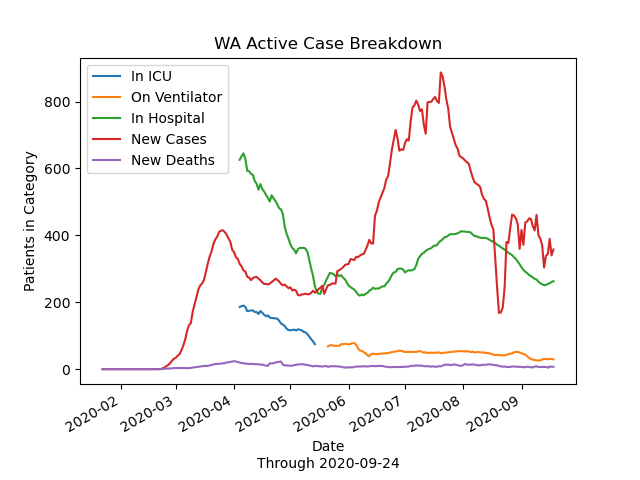 WA Active Case Breakdown
In ICU
On Ventilator
In Hospital
New Cases
New Deaths
Patients in Category
800
600
400
200
0
2020-02
2020-03
2020-04
2020-05
2020-06
2020-07
2020-08
2020-09
Date
Through 2020-09-24